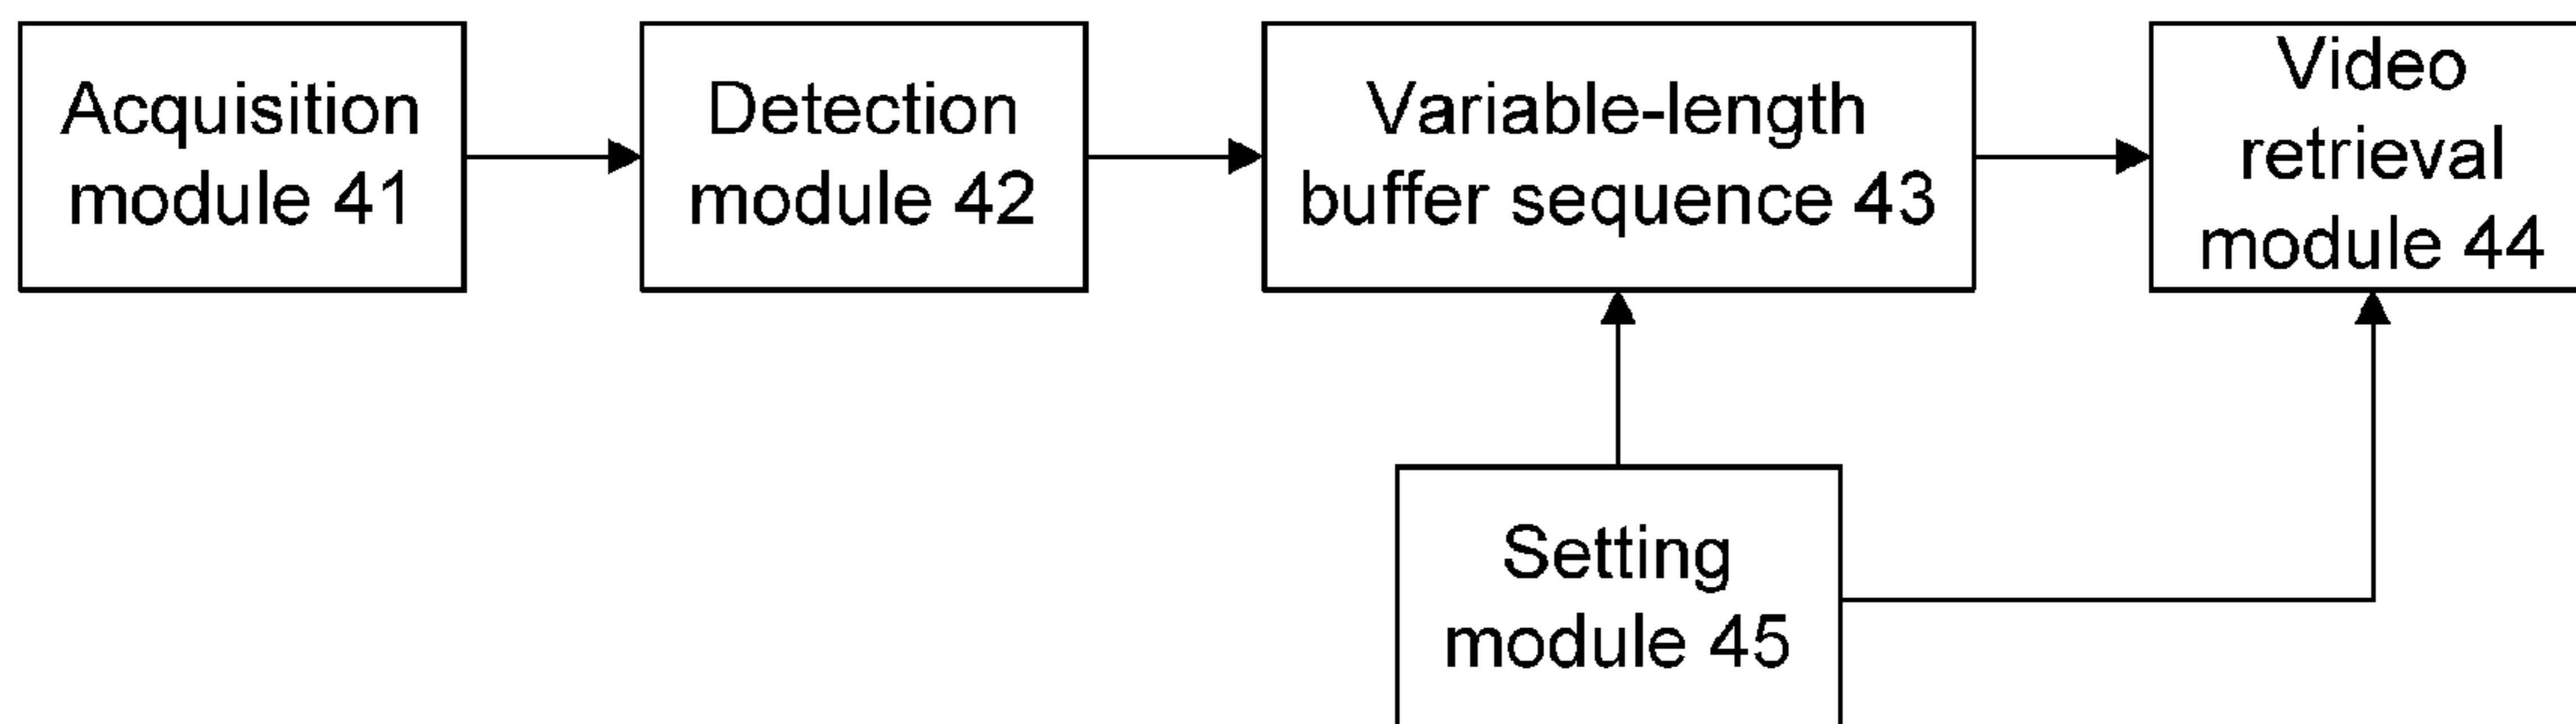 Acquisition
module 41
Detection
module 42
Variable-length
buffer sequence 43
Video
retrieval
module 44
Setting
module 45